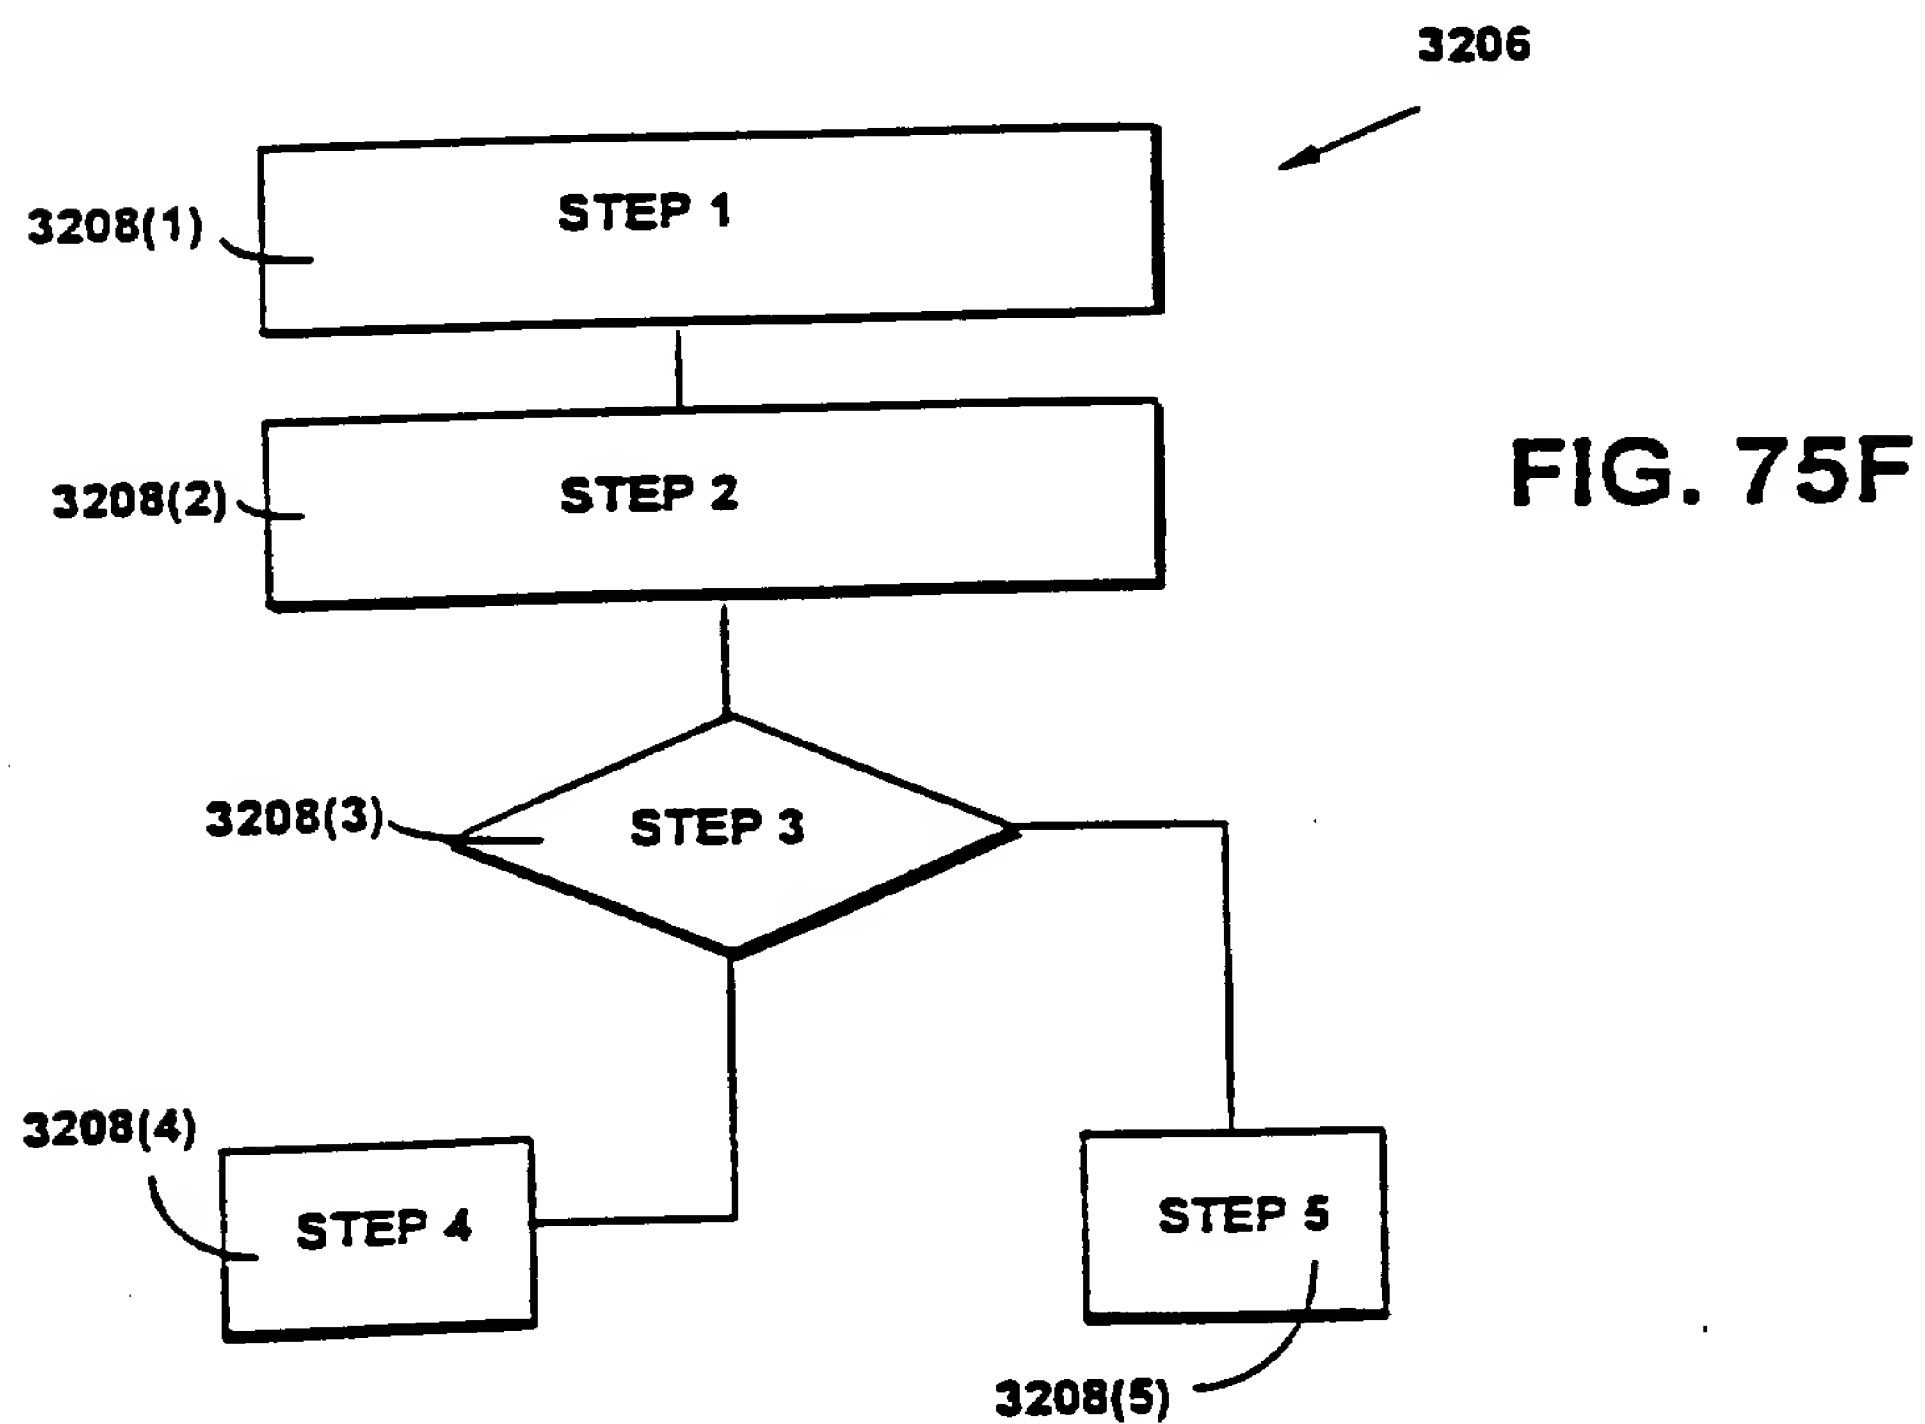 3206
STEP 1
3208(1)
STEP 2
3208(2)
FIG. 75F
STEP 3
3208(3)
3208(4)
STEP 4
STEP 5
3208(5)